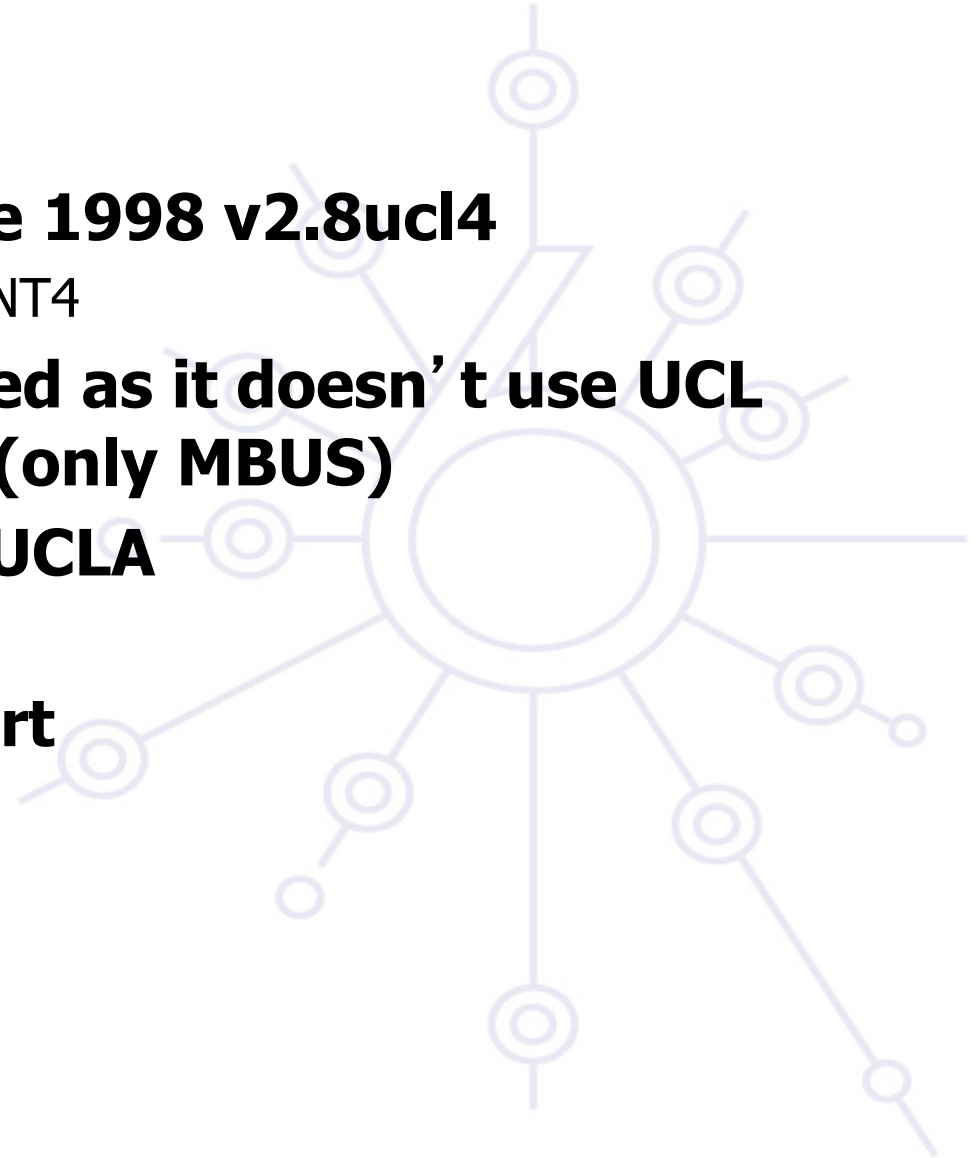 e 1998 v2.8ucl4
NT4
ed as it doesn’t use UCL
(only MBUS)
UCLA
rt